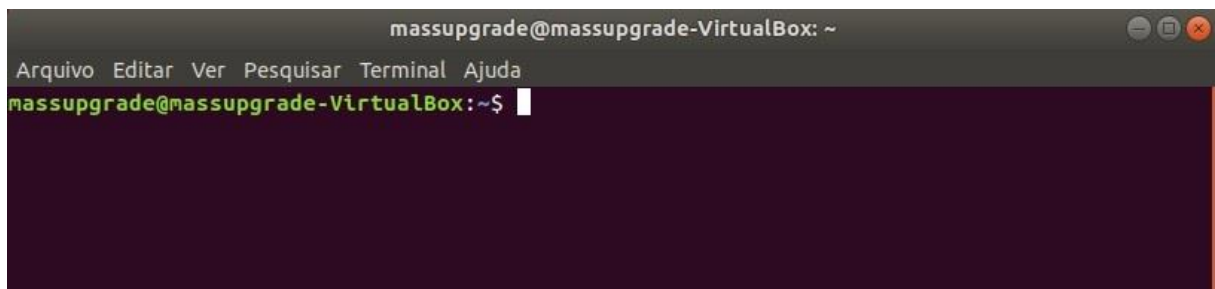 massupgrade@massupgrade-VirtualBox: ~
Arquivo Editar Ver Pesquisar Terminal Ajuda
massupgrade@massupgrade-VirtualBox:~$